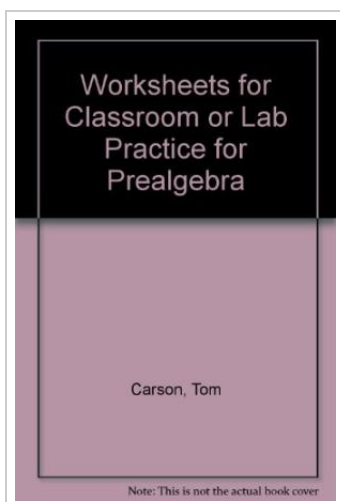 Worksheets for
Classroom or Lab
Practice for
Prealgebra
Carson, Tom
Note: This is not the actual book cover